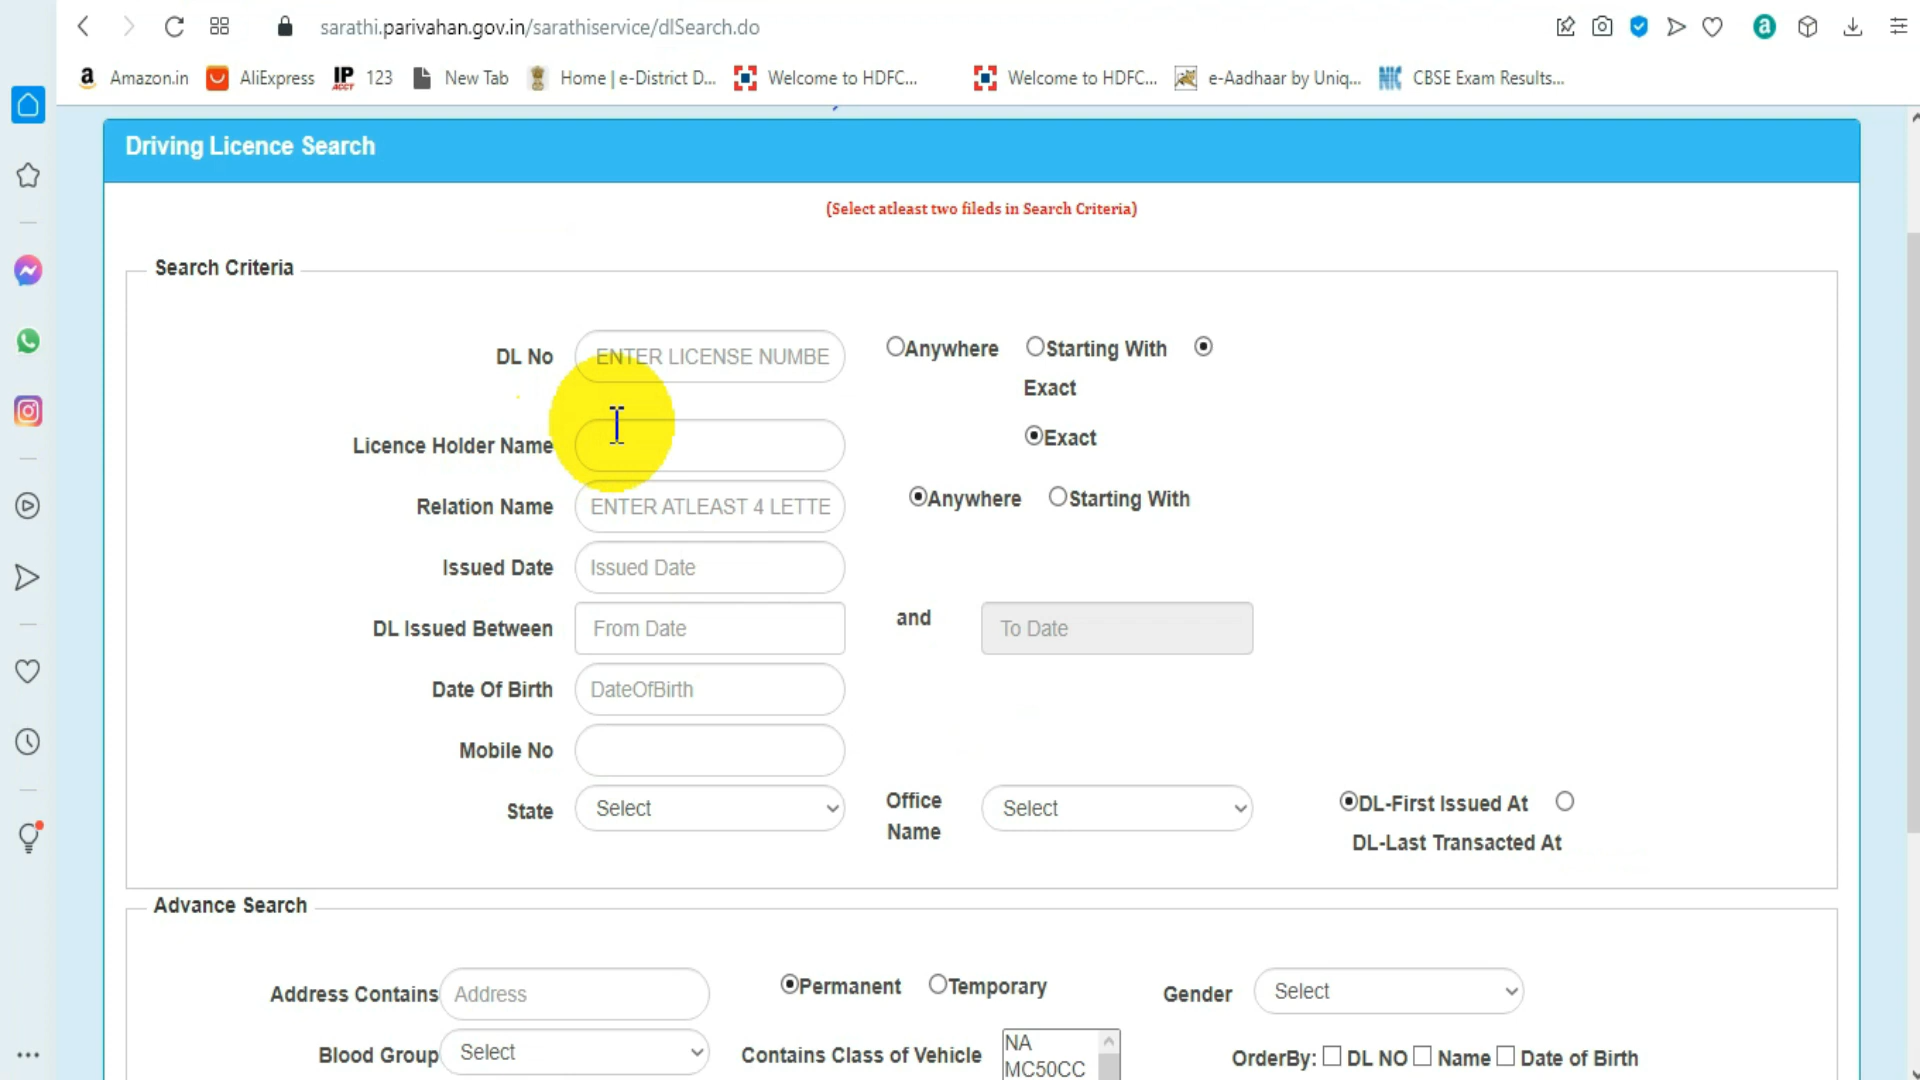 sarathi.parivahan.gov.in/sarathiservice/dlSearch.do
a Amazon.in AliExpress IP ACCT 123 New Tab Home | e-District D... Welcome to HDFC... Welcome to HDFC... e-Aadhaar by Uniq... NIC CBSE Exam Results...
Driving Licence Search
(Select atleast two fileds in Search Criteria)
Search Criteria
DL No ENTER LICENSE NUMBE Anywhere Starting With
Exact
Licence Holder Name Exact
Relation Name ENTER ATLEAST 4 LETTE Anywhere Starting With
Issued Date Issued Date
DL Issued Between From Date and To Date
Date Of Birth DateOfBirth
Mobile No
State Select Office Name Select DL-First Issued At
DL-Last Transacted At
Advance Search
Address Contains Address Permanent Temporary Gender Select
Blood Group Select Contains Class of Vehicle NA OrderBy: DL NO Name Date of Birth
MC50CC